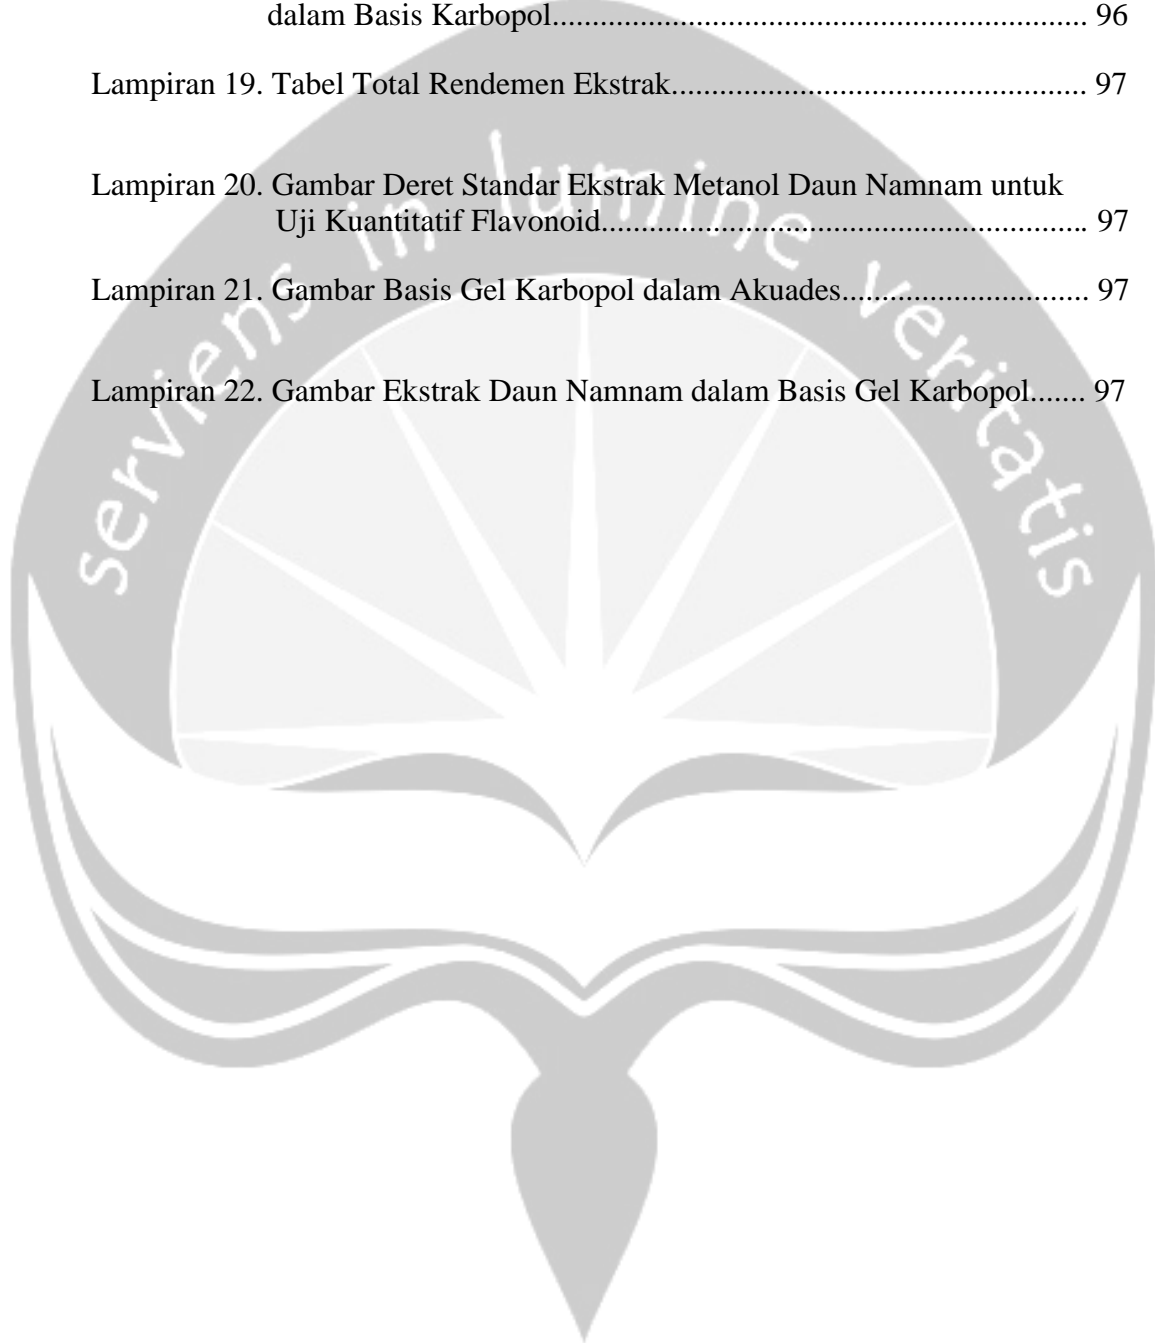 dalam Basis Karbopol.................................................................... 96
Lampiran 19. Tabel Total Rendemen Ekstrak.................................................... 97
Lampiran 20. Gambar Deret Standar Ekstrak Metanol Daun Namnam untuk
Uji Kuantitatif Flavonoid............................................................. 97
Lampiran 21. Gambar Basis Gel Karbopol dalam Akuades............................... 97
Lampiran 22. Gambar Ekstrak Daun Namnam dalam Basis Gel Karbopol....... 97
serviens in lumine veritatis